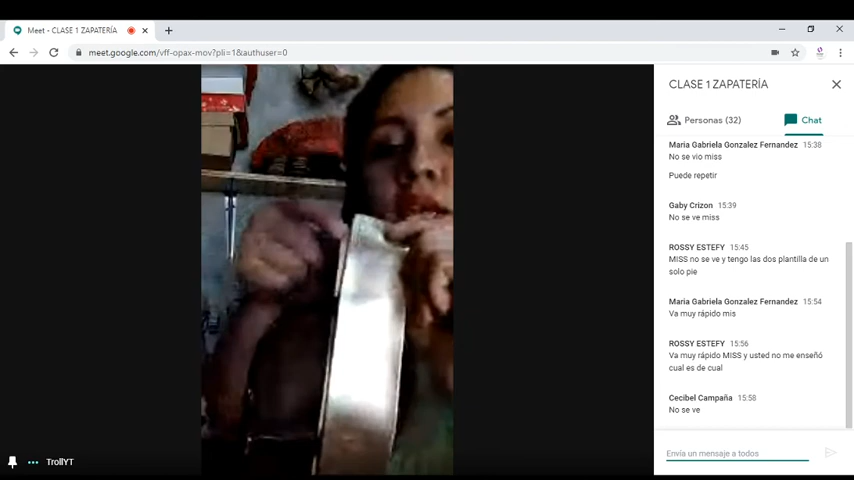 Meet - CLASE 1 ZAPATERÍA
meet.google.com/vff-opax-mov?pli=1&authuser=0
CLASE 1 ZAPATERÍA
Personas (32)
Chat
Maria Gabriela Gonzalez Fernandez 15:38
No se vio miss
Puede repetir
Gaby Crizon 15:39
No se ve miss
ROSSY ESTEFY 15:45
MISS no se ve y tengo las dos plantilla de un
solo pie
Maria Gabriela Gonzalez Fernandez 15:54
Va muy rápido mis
ROSSY ESTEFY 15:56
Va muy rápido MISS y usted no me enseñó
cual es de cual
Cecibel Campaña 15:58
No se ve
Envía un mensaje a todos
TrollYT